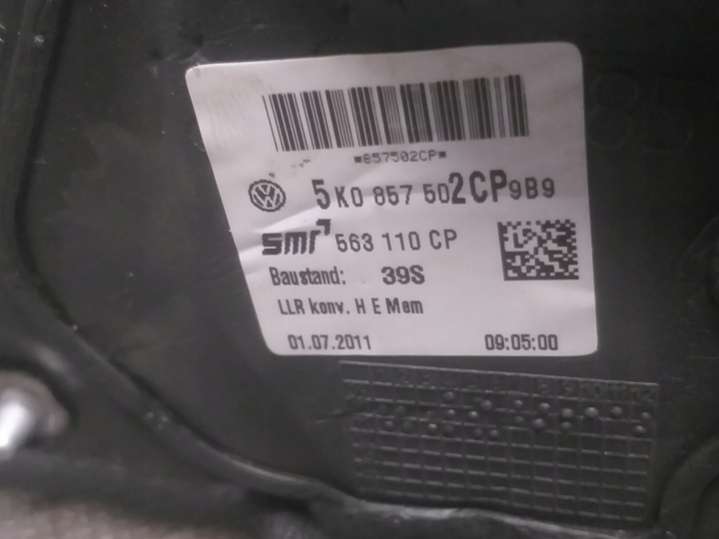 *857502CP*
5K0 857 502CP9B9
smr 563 110 CP
Baustand: 39S
LLR konv. H E Mem
01.07.2011 09:05:00